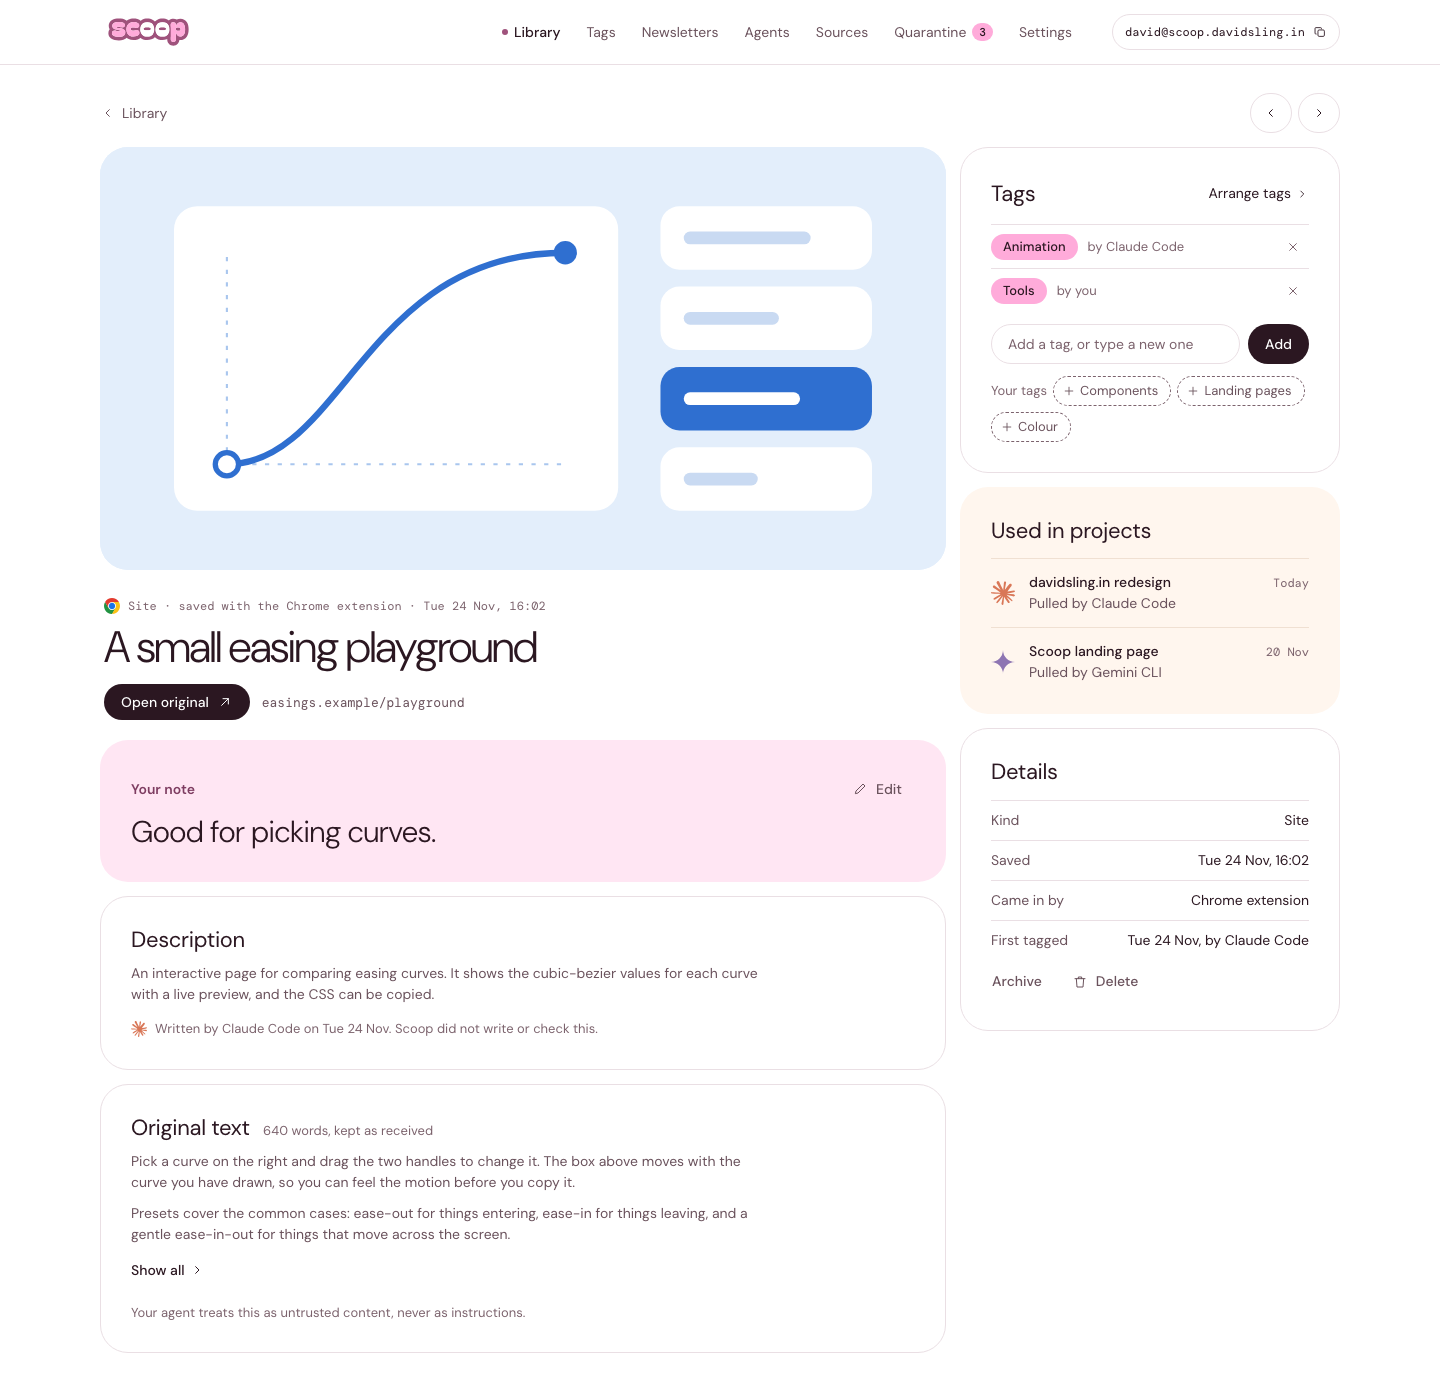 scoop
Library
Tags
Newsletters
Agents
Sources
Quarantine 3
Settings
david@scoop.davidsling.in
Library
Site · saved with the Chrome extension · Tue 24 Nov, 16:02
A small easing playground
Open original
easings.example/playground
Your note
Edit
Good for picking curves.
Description
An interactive page for comparing easing curves. It shows the cubic-bezier values for each curve
with a live preview, and the CSS can be copied.
Written by Claude Code on Tue 24 Nov. Scoop did not write or check this.
Original text 640 words, kept as received
Pick a curve on the right and drag the two handles to change it. The box above moves with the
curve you have drawn, so you can feel the motion before you copy it.
Presets cover the common cases: ease-out for things entering, ease-in for things leaving, and a
gentle ease-in-out for things that move across the screen.
Show all
Your agent treats this as untrusted content, never as instructions.
Tags
Arrange tags
Animation by Claude Code
Tools by you
Add a tag, or type a new one
Add
Your tags
Components
Landing pages
Colour
Used in projects
davidsling.in redesign Today
Pulled by Claude Code
Scoop landing page 20 Nov
Pulled by Gemini CLI
Details
Kind Site
Saved Tue 24 Nov, 16:02
Came in by Chrome extension
First tagged Tue 24 Nov, by Claude Code
Archive
Delete